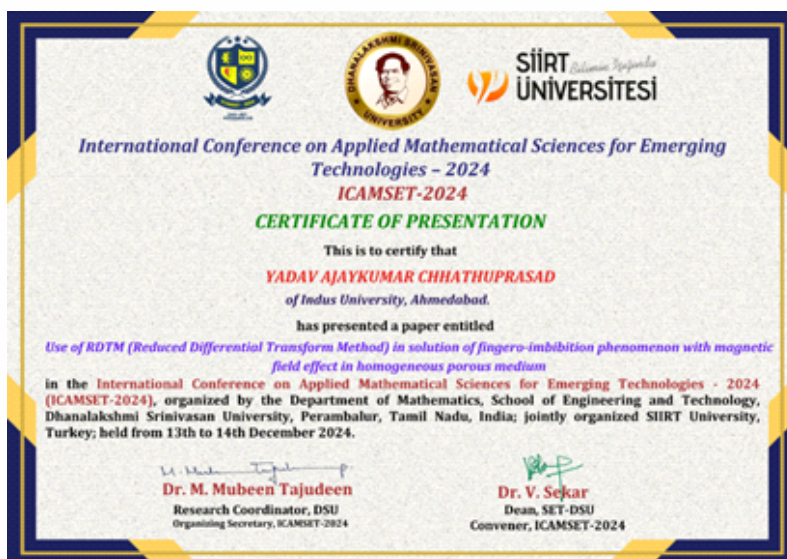 DHANALAKSHMI SRINIVASAN
UNIVERSITY
SİİRT
ÜNİVERSİTESİ
International Conference on Applied Mathematical Sciences for Emerging
Technologies – 2024
ICAMSET-2024
CERTIFICATE OF PRESENTATION
This is to certify that
YADAV AJAYKUMAR CHHATHUPRASAD
of Indus University, Ahmedabad.
has presented a paper entitled
Use of RDTM (Reduced Differential Transform Method) in solution of fingero-imbibition phenomenon with magnetic
field effect in homogeneous porous medium
in the International Conference on Applied Mathematical Sciences for Emerging Technologies - 2024
(ICAMSET-2024), organized by the Department of Mathematics, School of Engineering and Technology,
Dhanalakshmi Srinivasan University, Perambalur, Tamil Nadu, India; jointly organized SIIRT University,
Turkey; held from 13th to 14th December 2024.
Dr. M. Mubeen Tajudeen
Research Coordinator, DSU
Organizing Secretary, ICAMSET-2024
Dr. V. Sekar
Dean, SET-DSU
Convener, ICAMSET-2024